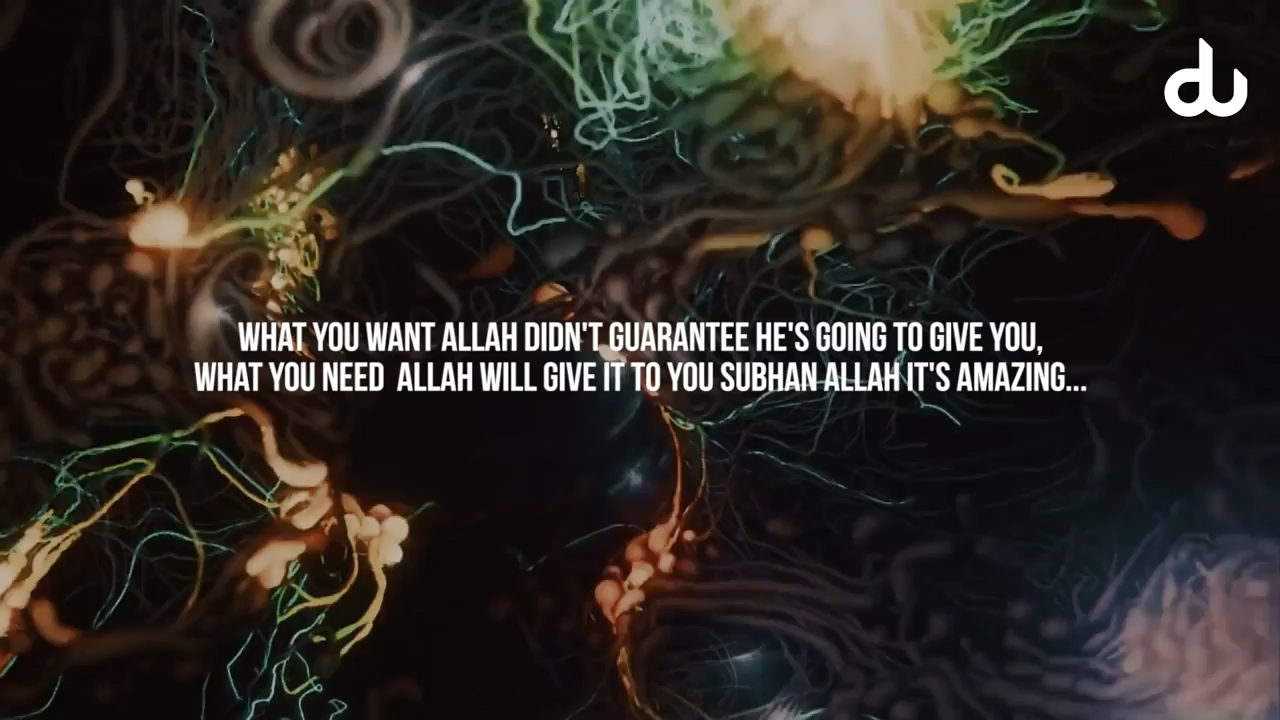 WHAT YOU WANT ALLAH DIDN'T GUARANTEE HE'S GOING TO GIVE YOU,
WHAT YOU NEED  ALLAH WILL GIVE IT TO YOU SUBHAN ALLAH IT'S AMAZING...